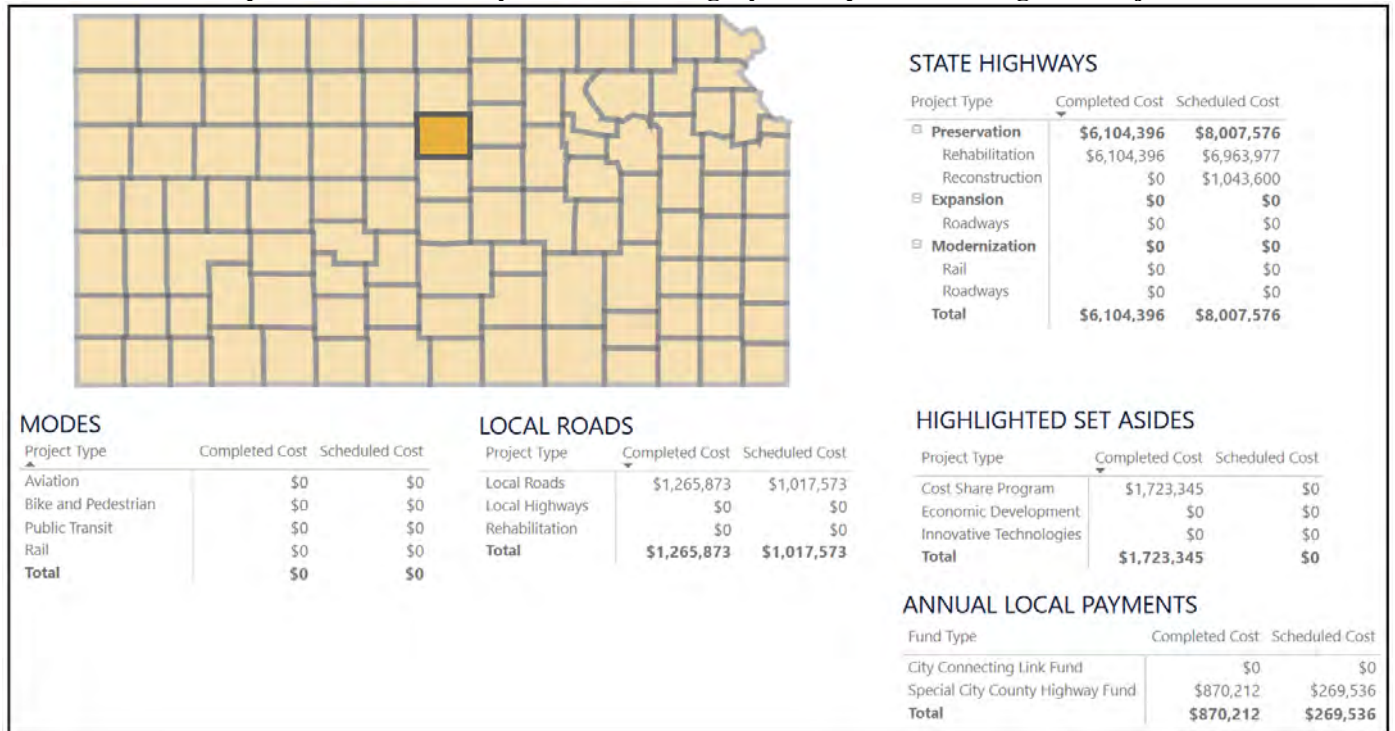 STATE HIGHWAYS
Project Type Completed Cost Scheduled Cost
Preservation $6,104,396 $8,007,576
Rehabilitation $6,104,396 $6,963,977
Reconstruction $0 $1,043,600
Expansion $0 $0
Roadways $0 $0
Modernization $0 $0
Rail $0 $0
Roadways $0 $0
Total $6,104,396 $8,007,576
MODES
Project Type Completed Cost Scheduled Cost
Aviation $0 $0
Bike and Pedestrian $0 $0
Public Transit $0 $0
Rail $0 $0
Total $0 $0
LOCAL ROADS
Project Type Completed Cost Scheduled Cost
Local Roads $1,265,873 $1,017,573
Local Highways $0 $0
Rehabilitation $0 $0
Total $1,265,873 $1,017,573
HIGHLIGHTED SET ASIDES
Project Type Completed Cost Scheduled Cost
Cost Share Program $1,723,345 $0
Economic Development $0 $0
Innovative Technologies $0 $0
Total $1,723,345 $0
ANNUAL LOCAL PAYMENTS
Fund Type Completed Cost Scheduled Cost
City Connecting Link Fund $0 $0
Special City County Highway Fund $870,212 $269,536
Total $870,212 $269,536